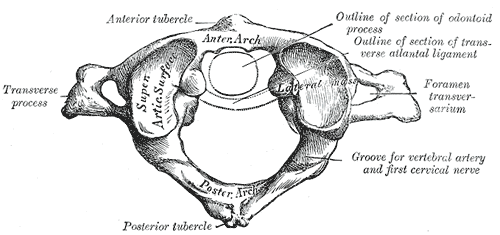 Anterior tubercle
Outline of section of odontoid
process
Outline of section of trans-
verse atlantal ligament
Anter. Arch
Transverse
process
Super.
Artic. Surface
Lateral mass
Foramen
transver-
sarium
Groove for vertebral artery
and first cervical nerve
Poster. Arch
Posterior tubercle